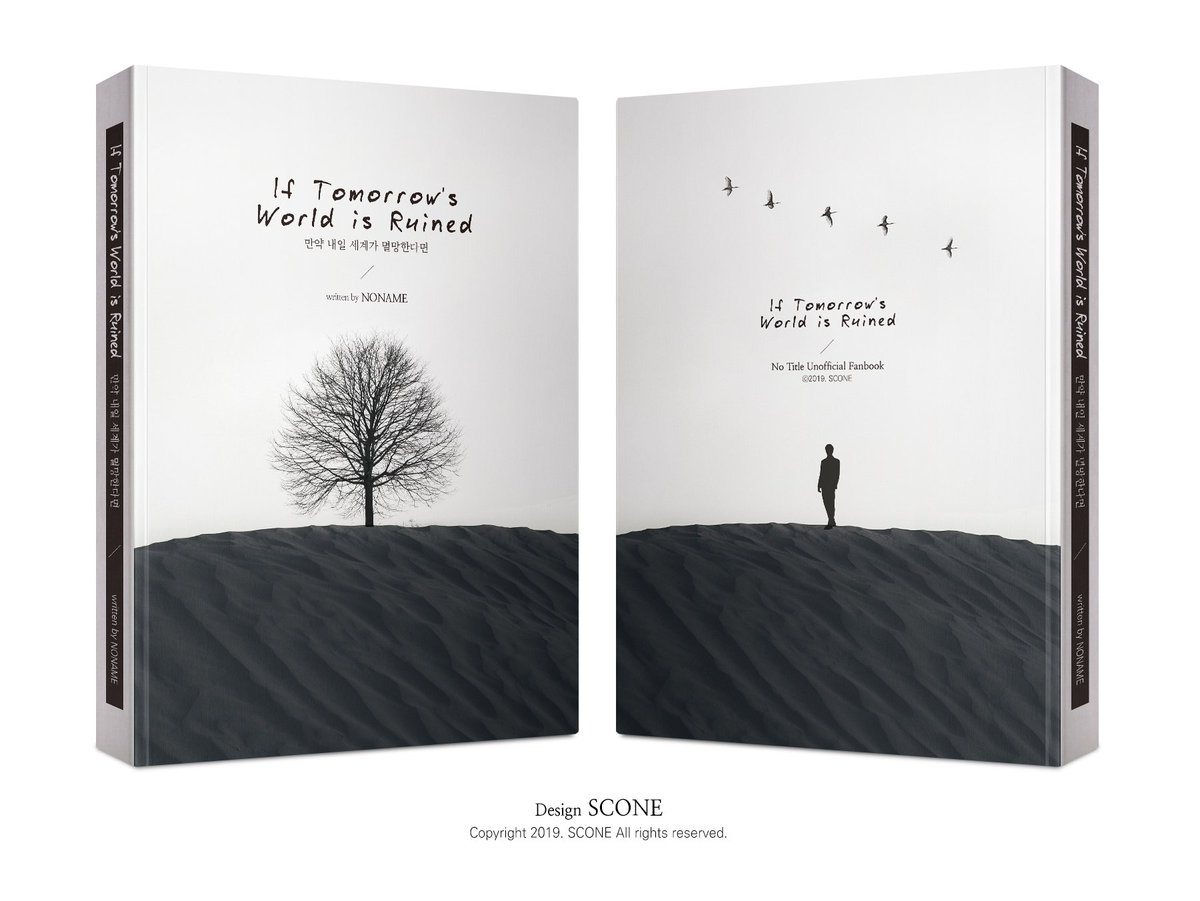 If Tomorrow's World is Ruined 만약 내일 세계가 멸망한다면 / written by NONAME
If Tomorrow's
World is Ruined
만약 내일 세계가 멸망한다면
/
written by NONAME
If Tomorrow's
World is Ruined
/
No Title Unofficial Fanbook
©2019. SCONE
If Tomorrow's World is Ruined 만약 내일 세계가 멸망한다면 / written by NONAME
Design SCONE
Copyright 2019. SCONE All rights reserved.